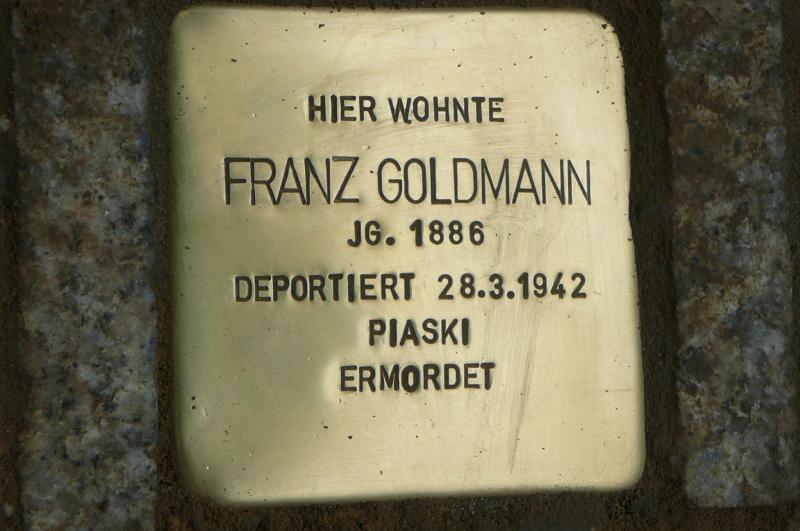 HIER WOHNTE
FRANZ GOLDMANN
JG. 1886
DEPORTIERT 28.3.1942
PIASKI
ERMORDET